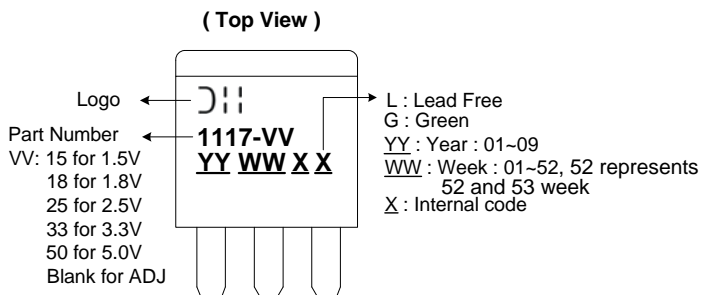 ( Top View )
Logo
Part Number
VV: 15 for 1.5V
18 for 1.8V
25 for 2.5V
33 for 3.3V
50 for 5.0V
Blank for ADJ
1117-VV
YY WW X X
L : Lead Free
G : Green
YY : Year : 01~09
WW : Week : 01~52, 52 represents
52 and 53 week
X : Internal code